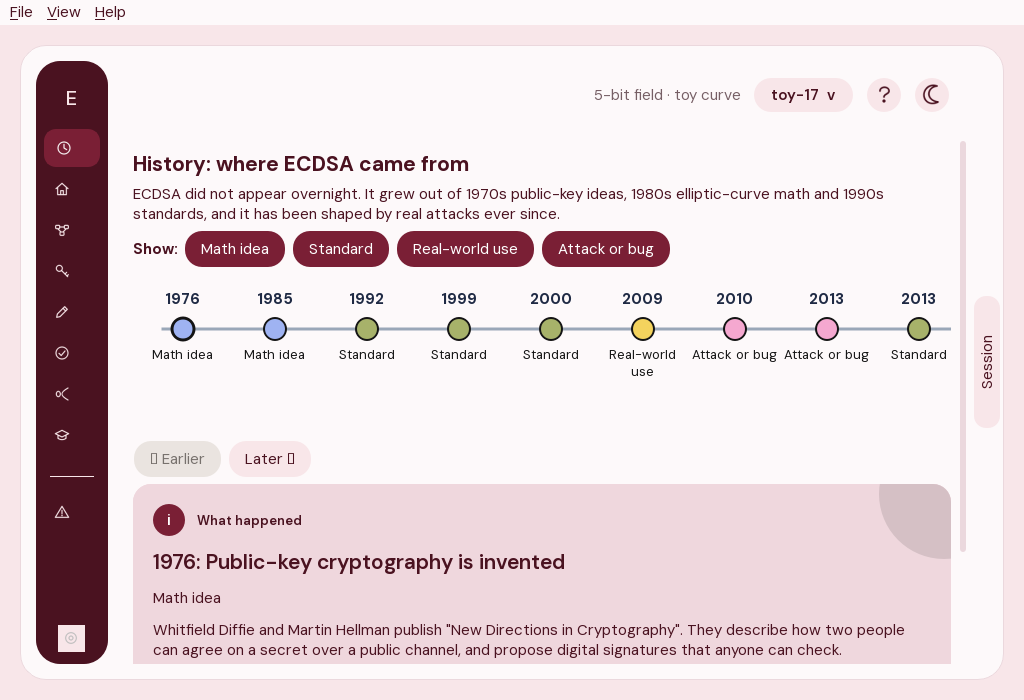 File View Help
E
5-bit field · toy curve toy-17 v ?
History: where ECDSA came from
ECDSA did not appear overnight. It grew out of 1970s public-key ideas, 1980s elliptic-curve math and 1990s
standards, and it has been shaped by real attacks ever since.
Show: Math idea Standard Real-world use Attack or bug
1976 1985 1992 1999 2000 2009 2010 2013 2013
Math idea Math idea Standard Standard Standard Real-world Attack or bug Attack or bug Standard
use
Session
Earlier Later
i What happened
1976: Public-key cryptography is invented
Math idea
Whitfield Diffie and Martin Hellman publish "New Directions in Cryptography". They describe how two people
can agree on a secret over a public channel, and propose digital signatures that anyone can check.